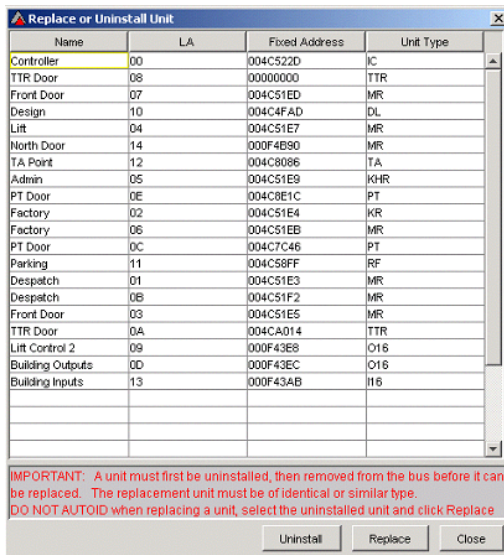 Replace or Uninstall Unit
Name LA Fixed Address Unit Type
Controller 00 004C522D IC
TTR Door 08 00000000 TTR
Front Door 07 004C51ED MR
Design 10 004C4FAD DL
Lift 04 004C51E7 MR
North Door 14 000F4B90 MR
TA Point 12 004C8086 TA
Admin 05 004C51E9 KHR
PT Door 0E 004C8E1C PT
Factory 02 004C51E4 KR
Factory 06 004C51EB MR
PT Door 0C 004C7C46 PT
Parking 11 004C58FF RF
Despatch 01 004C51E3 MR
Despatch 0B 004C51F2 MR
Front Door 03 004C51E5 MR
TTR Door 0A 004CA014 TTR
Lift Control 2 09 000F43E8 O16
Building Outputs 0D 000F43EC O16
Building Inputs 13 000F43AB I16
IMPORTANT: A unit must first be uninstalled, then removed from the bus before it can
be replaced. The replacement unit must be of identical or similar type.
DO NOT AUTOID when replacing a unit, select the uninstalled unit and click Replace
Uninstall Replace Close